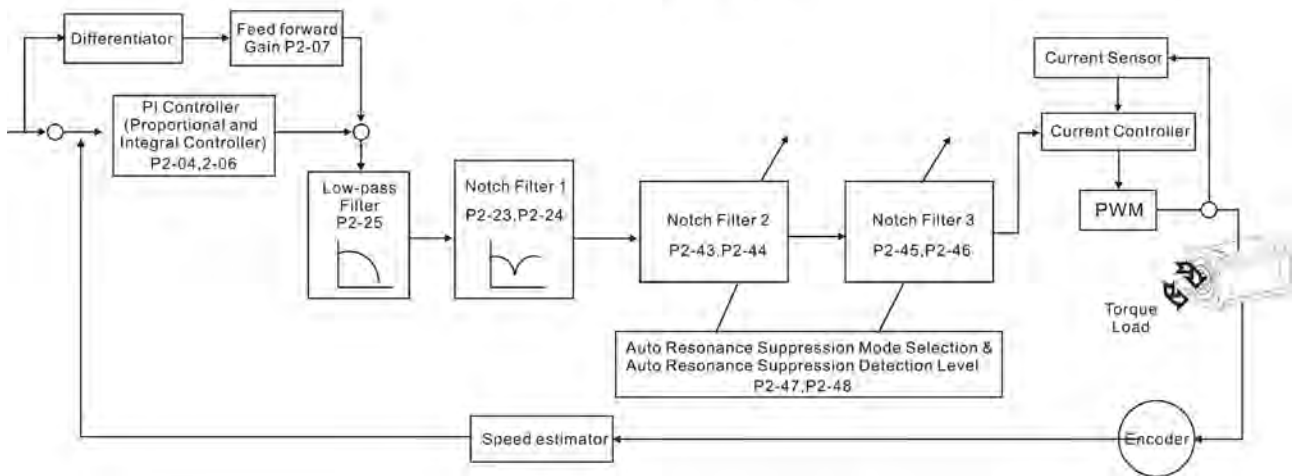 Differentiator
Feed forward
Gain P2-07
PI Controller
(Proportional and
Integral Controller)
P2-04,2-06
Low-pass
Filter
P2-25
Notch Filter 1
P2-23,P2-24
Notch Filter 2
P2-43,P2-44
Notch Filter 3
P2-45,P2-46
Current Sensor
Current Controller
PWM
Torque
Load
Auto Resonance Suppression Mode Selection &
Auto Resonance Suppression Detection Level
P2-47,P2-48
Speed estimator
Encoder